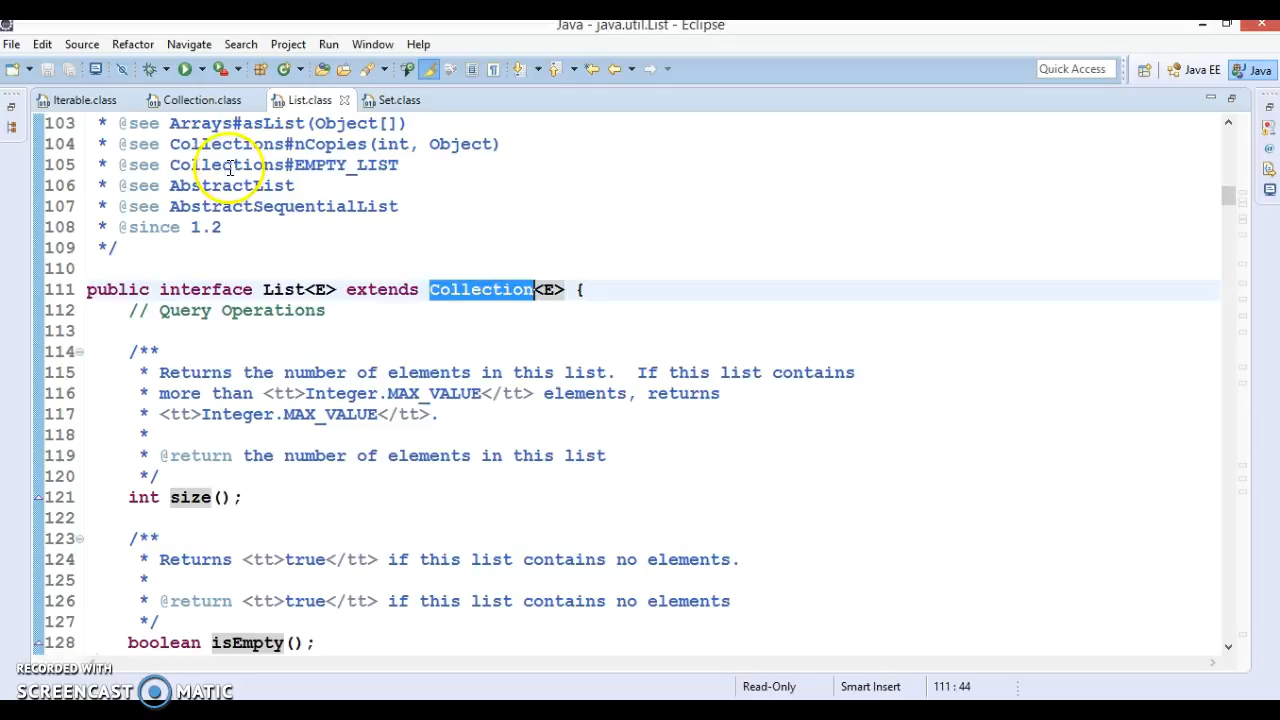 Java - java.util.List - Eclipse
File Edit Source Refactor Navigate Search Project Run Window Help
Quick Access Java EE Java
Iterable.class Collection.class List.class Set.class
103 * @see Arrays#asList(Object[])
104 * @see Collections#nCopies(int, Object)
105 * @see Collections#EMPTY_LIST
106 * @see AbstractList
107 * @see AbstractSequentialList
108 * @since 1.2
109 */
110
111 public interface List<E> extends Collection<E> {
112 // Query Operations
113
114 /**
115 * Returns the number of elements in this list.  If this list contains
116 * more than <tt>Integer.MAX_VALUE</tt> elements, returns
117 * <tt>Integer.MAX_VALUE</tt>.
118 *
119 * @return the number of elements in this list
120 */
121 int size();
122
123 /**
124 * Returns <tt>true</tt> if this list contains no elements.
125 *
126 * @return <tt>true</tt> if this list contains no elements
127 */
128 boolean isEmpty();
RECORDED WITH
SCREENCAST MATIC
Read-Only Smart Insert 111 : 44